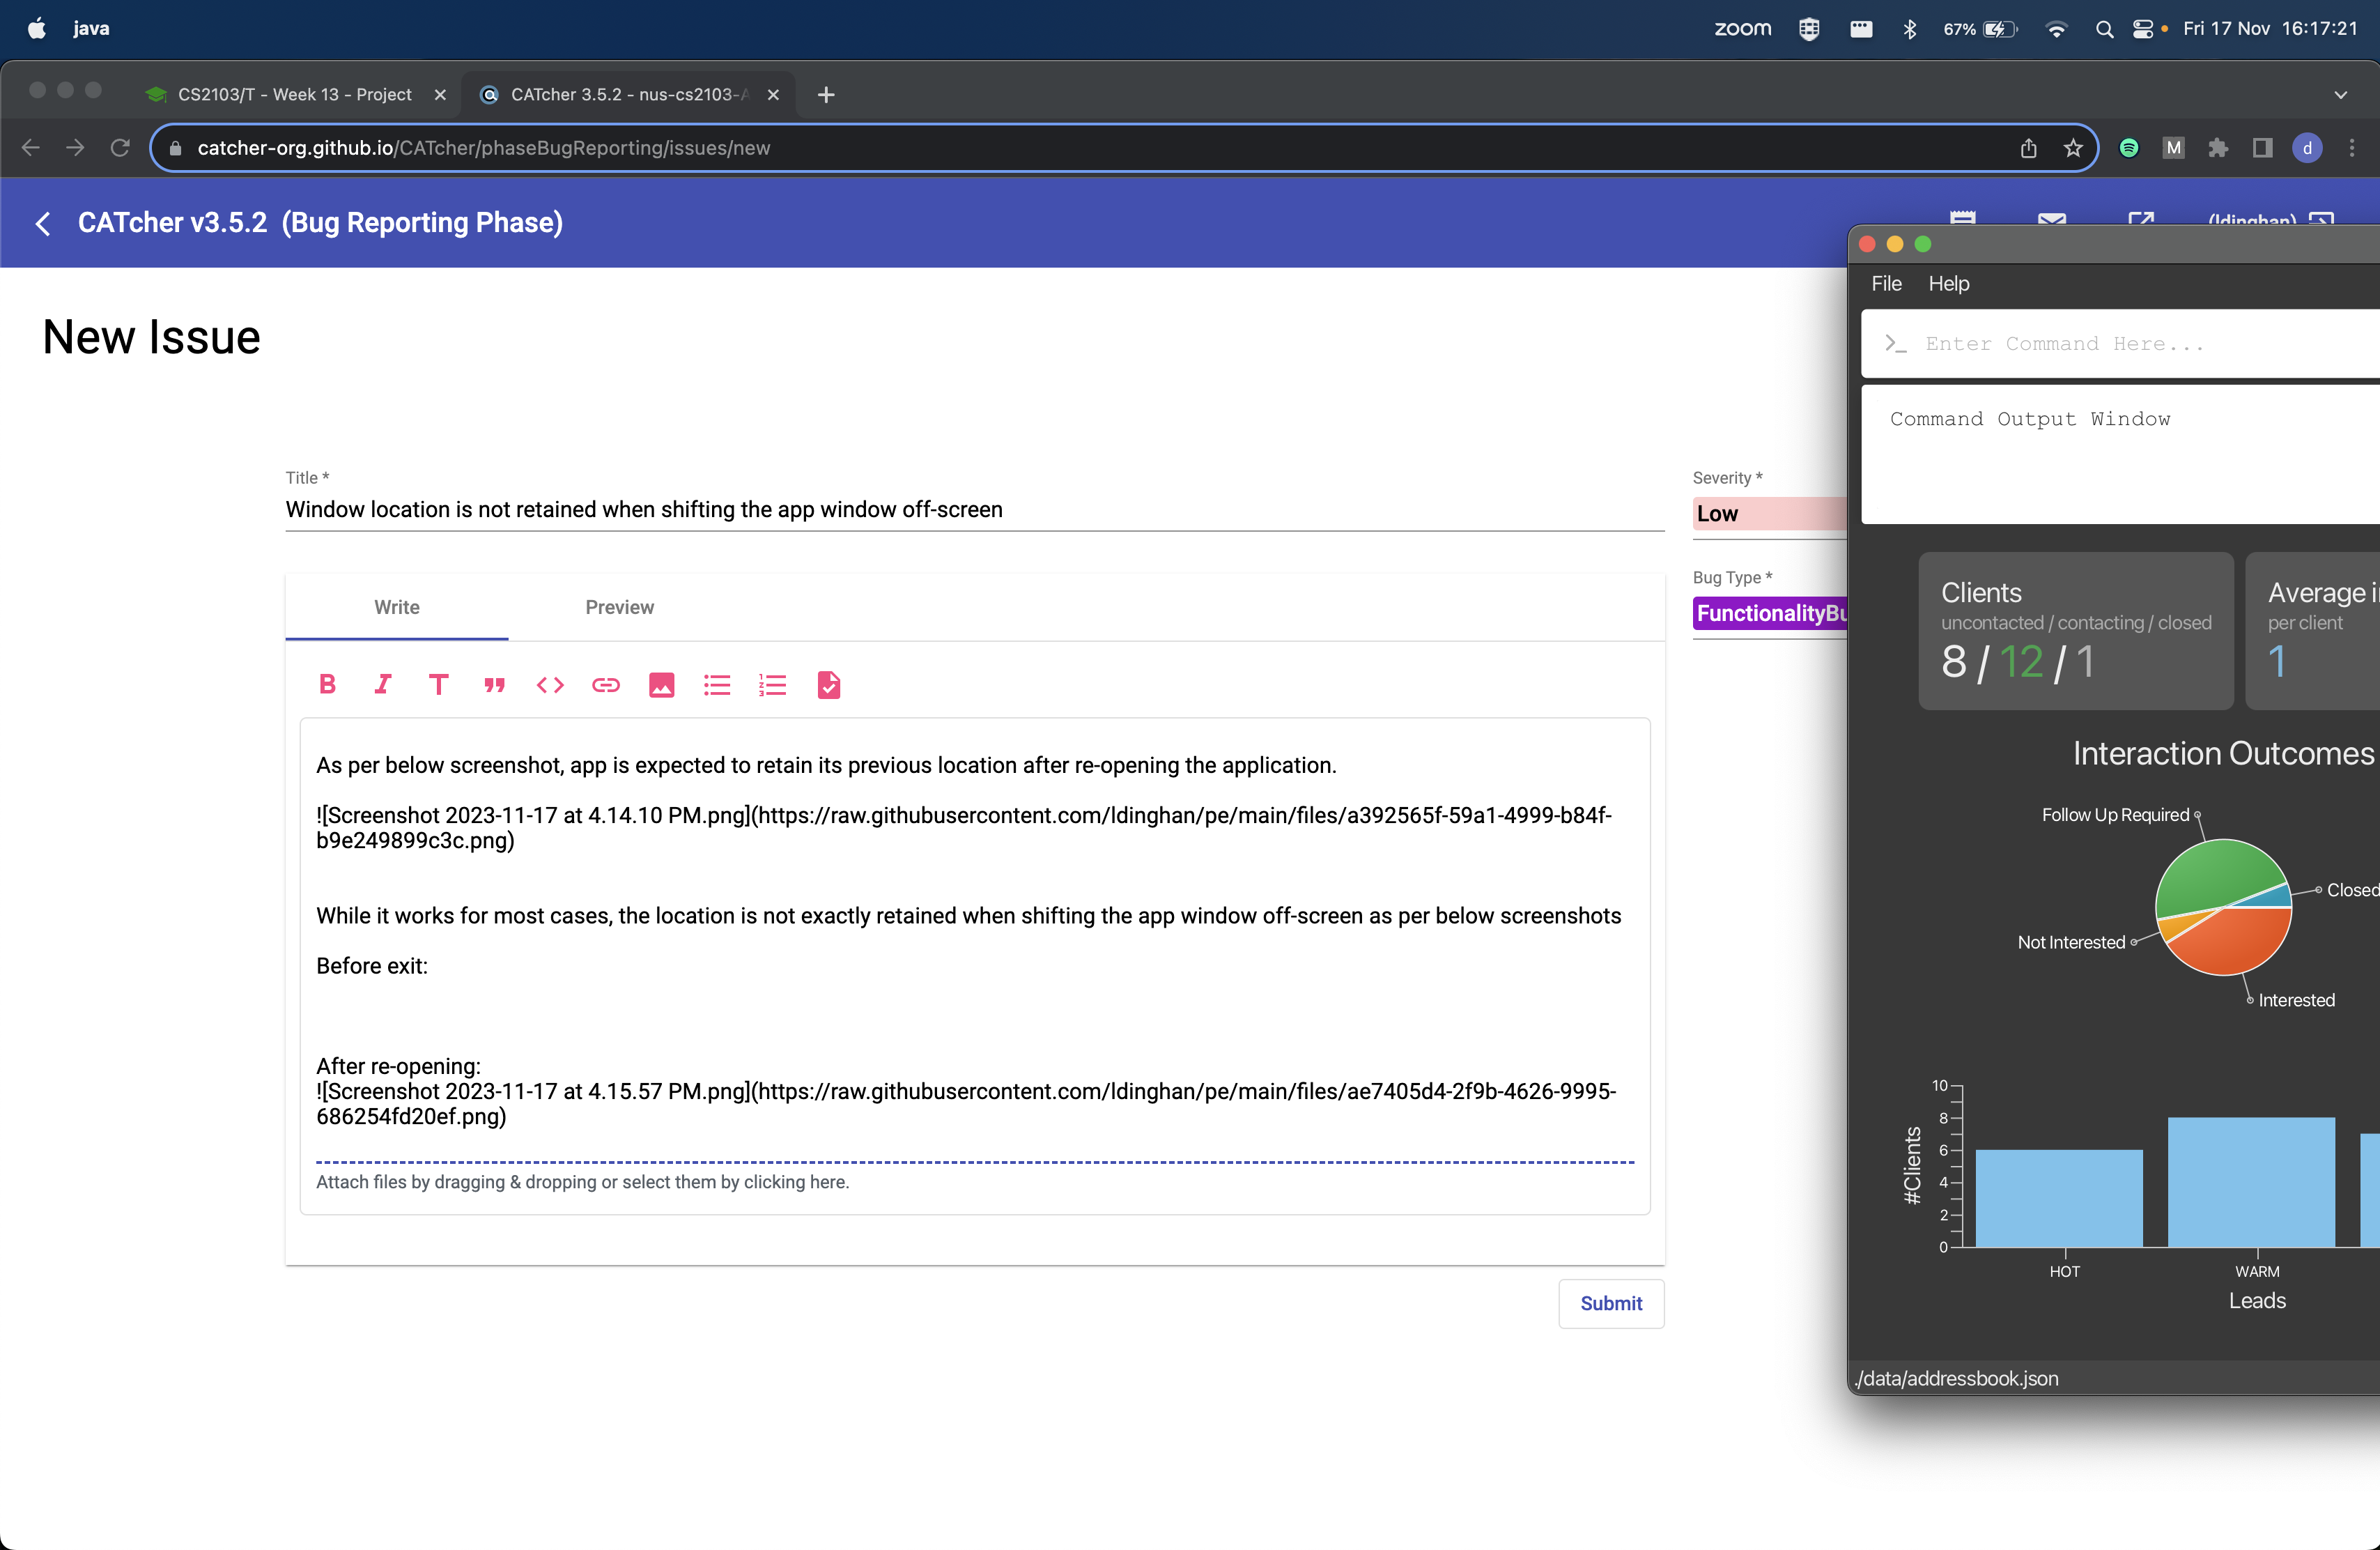 java
zoom
67%
Fri 17 Nov 16:17:21
CS2103/T - Week 13 - Project
CATcher 3.5.2 - nus-cs2103-A
catcher-org.github.io/CATcher/phaseBugReporting/issues/new
M
d
CATcher v3.5.2 (Bug Reporting Phase)
(ldinghan)
New Issue
Title *
Window location is not retained when shifting the app window off-screen
Severity *
Low
Bug Type *
FunctionalityBu
Write
Preview
As per below screenshot, app is expected to retain its previous location after re-opening the application.
![Screenshot 2023-11-17 at 4.14.10 PM.png](https://raw.githubusercontent.com/ldinghan/pe/main/files/a392565f-59a1-4999-b84f-
b9e249899c3c.png)
While it works for most cases, the location is not exactly retained when shifting the app window off-screen as per below screenshots
Before exit:
After re-opening:
![Screenshot 2023-11-17 at 4.15.57 PM.png](https://raw.githubusercontent.com/ldinghan/pe/main/files/ae7405d4-2f9b-4626-9995-
686254fd20ef.png)
Attach files by dragging & dropping or select them by clicking here.
Submit
File Help
Enter Command Here...
Command Output Window
Clients
uncontacted / contacting / closed
8 / 12 / 1
Average i
per client
1
Interaction Outcomes
Follow Up Required
Closed
Not Interested
Interested
10
8
6
4
2
0
#Clients
HOT
WARM
Leads
./data/addressbook.json